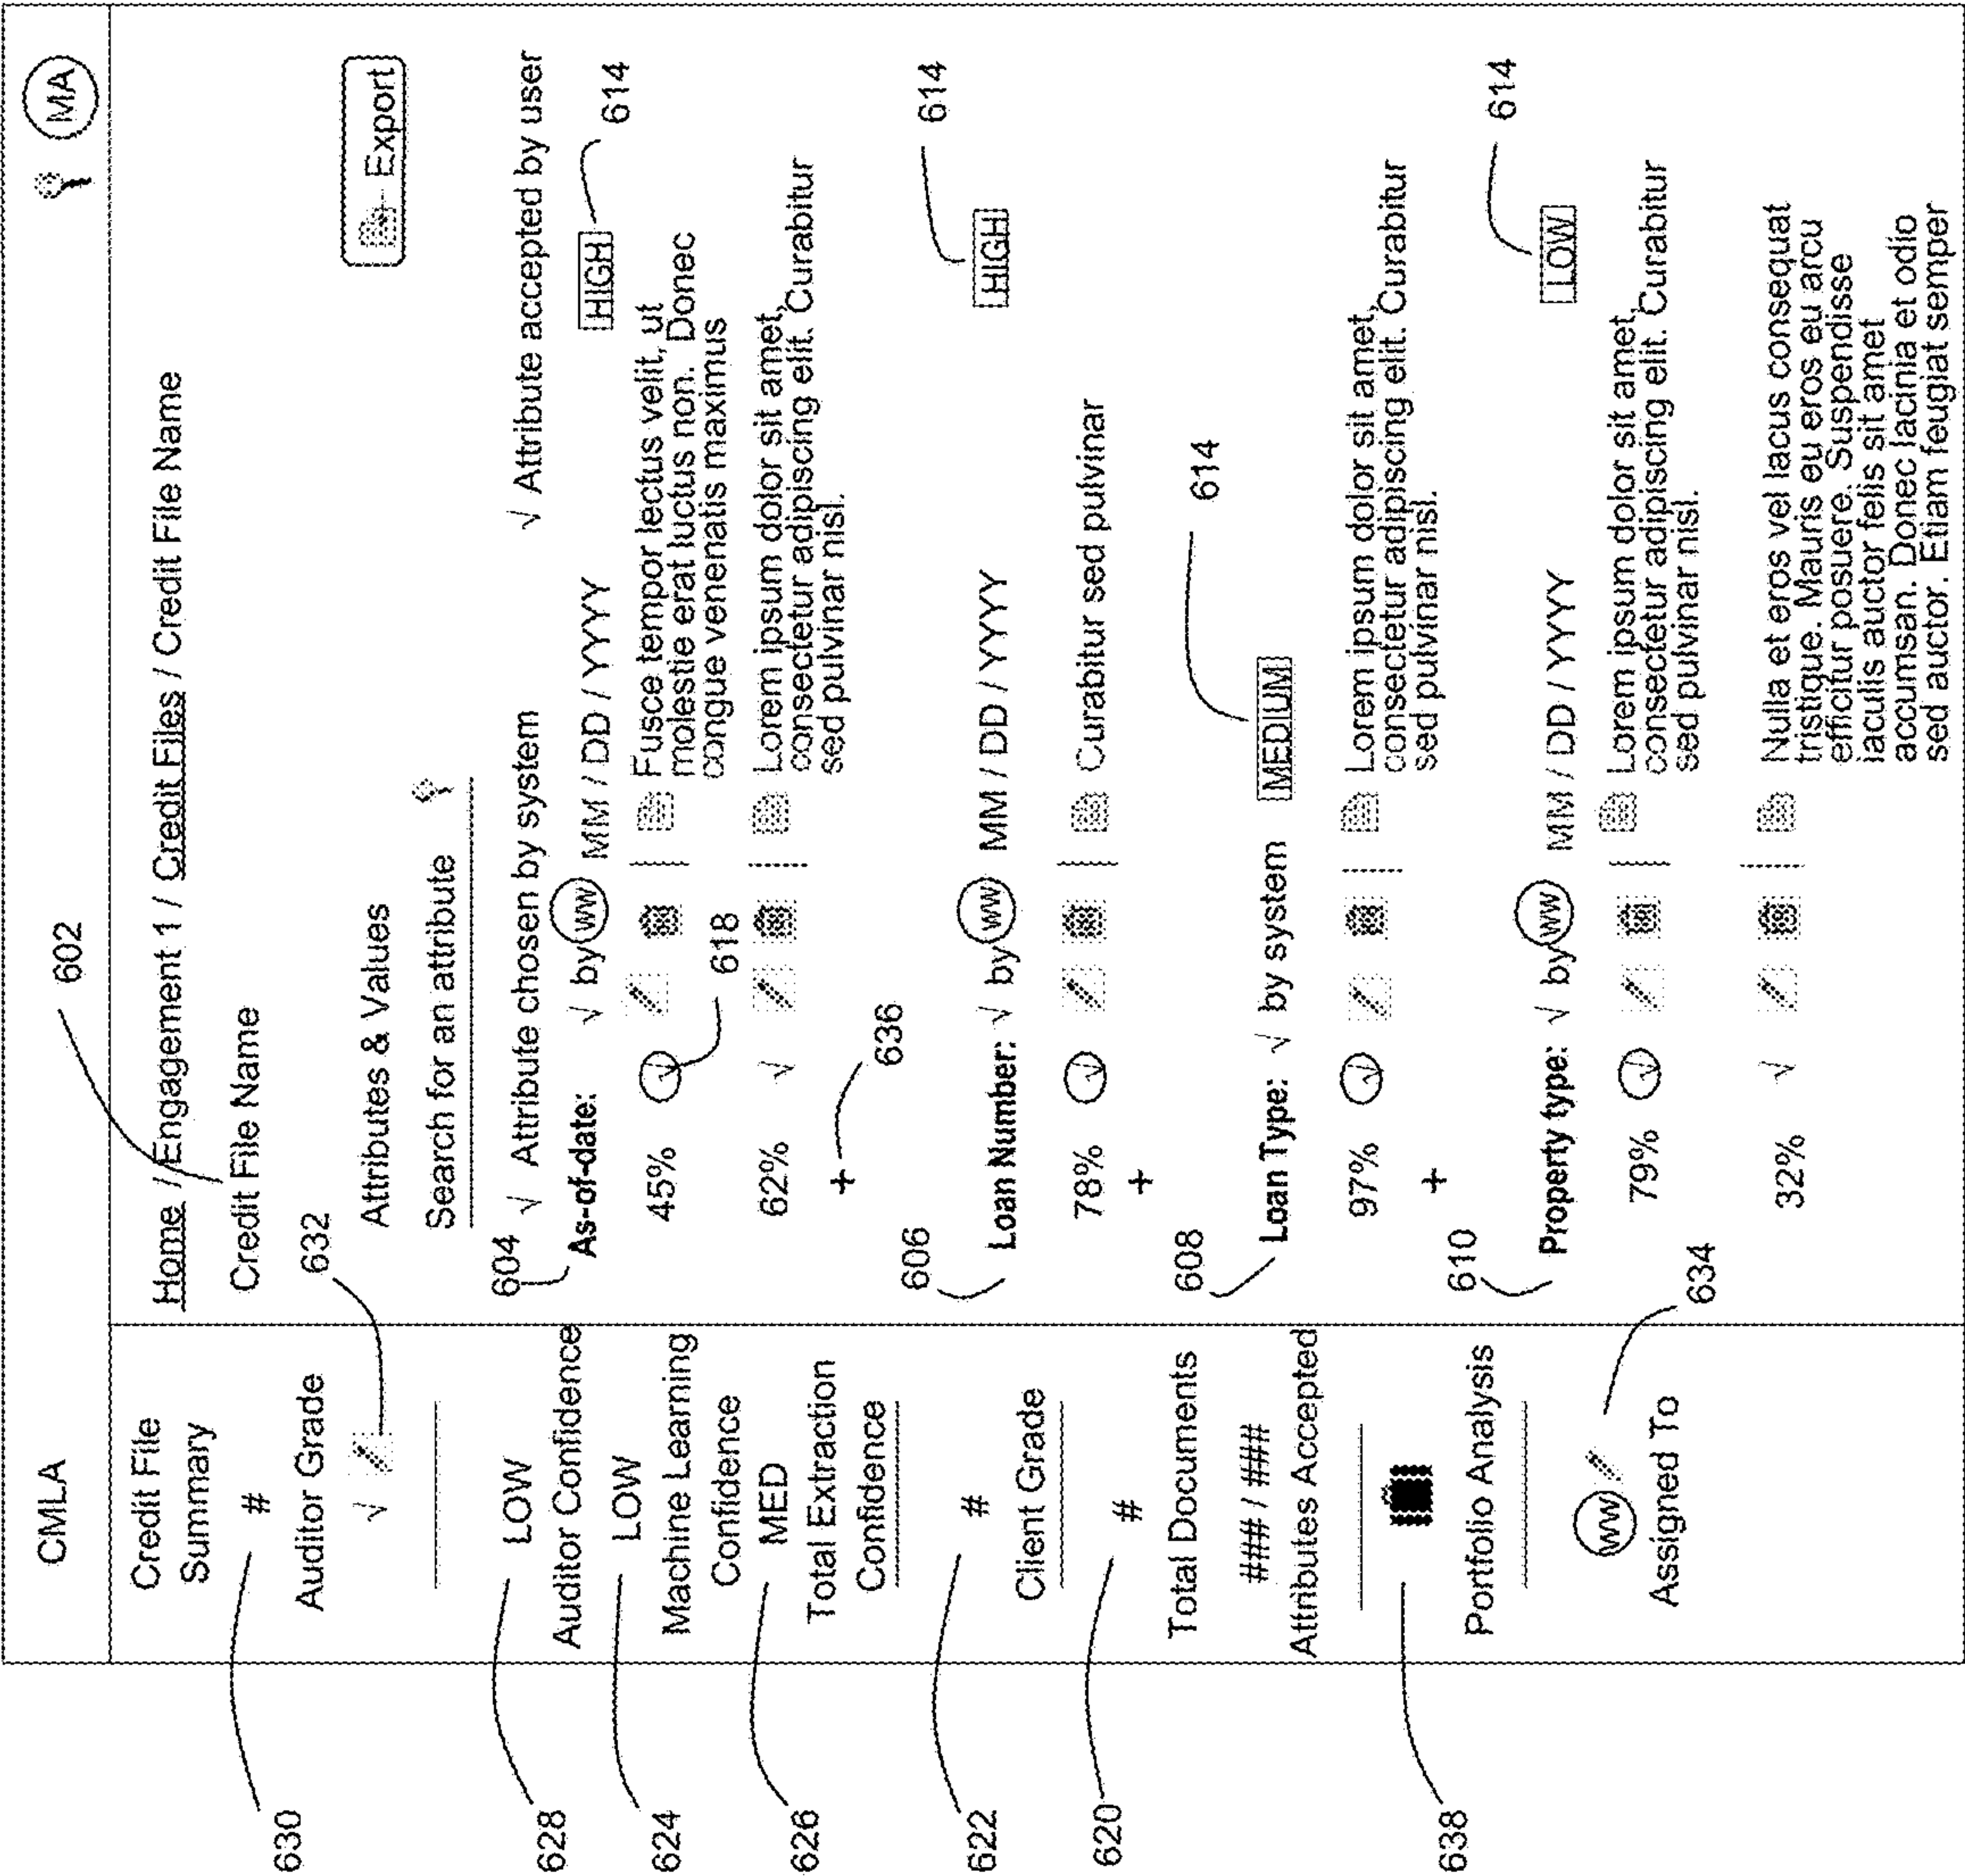 CMLA
MA
602
Home / Engagement 1 / Credit Files / Credit File Name
Credit File Name
Export
Attributes & Values
Search for an attribute
√ Attribute chosen by system
√ Attribute accepted by user
604
As-of-date: √ by WW MM / DD / YYYY HIGH
614
45% √ Fusce tempor lectus velit, ut
molestie erat luctus non. Donec
congue venenatis maximus
618
62% √ Lorem ipsum dolor sit amet,
consectetur adipiscing elit. Curabitur
sed pulvinar nisl.
+
636
606
Loan Number: √ by WW MM / DD / YYYY HIGH
614
78% √ Curabitur sed pulvinar
+
608
Loan Type: √ by system MEDIUM
614
97% √ Lorem ipsum dolor sit amet,
consectetur adipiscing elit. Curabitur
sed pulvinar nisl.
+
610
Property type: √ by WW MM / DD / YYYY LOW
614
79% √ Lorem ipsum dolor sit amet,
consectetur adipiscing elit. Curabitur
sed pulvinar nisl.
32% √ Nulla et eros vel lacus consequat
tristique. Mauris eu eros eu arcu
efficitur posuere. Suspendisse
iaculis auctor felis sit amet
accumsan. Donec lacinia et odio
sed auctor. Etiam feugiat semper
Credit File
Summary
#
630
Auditor Grade
√
632
LOW
628
Auditor Confidence
LOW
624
Machine Learning
Confidence
MED
626
Total Extraction
Confidence
#
622
Client Grade
#
620
Total Documents
### / ###
Attributes Accepted
638
Portfolio Analysis
WW
634
Assigned To